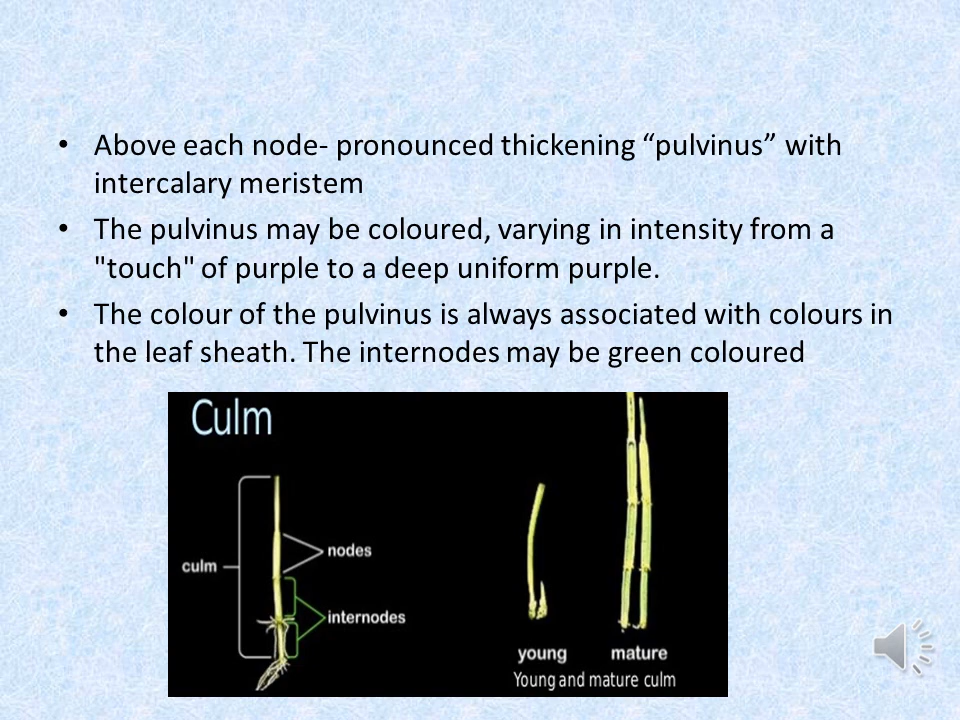 • Above each node- pronounced thickening “pulvinus” with
intercalary meristem
• The pulvinus may be coloured, varying in intensity from a
"touch" of purple to a deep uniform purple.
• The colour of the pulvinus is always associated with colours in
the leaf sheath. The internodes may be green coloured
Culm
nodes
culm
internodes
young mature
Young and mature culm